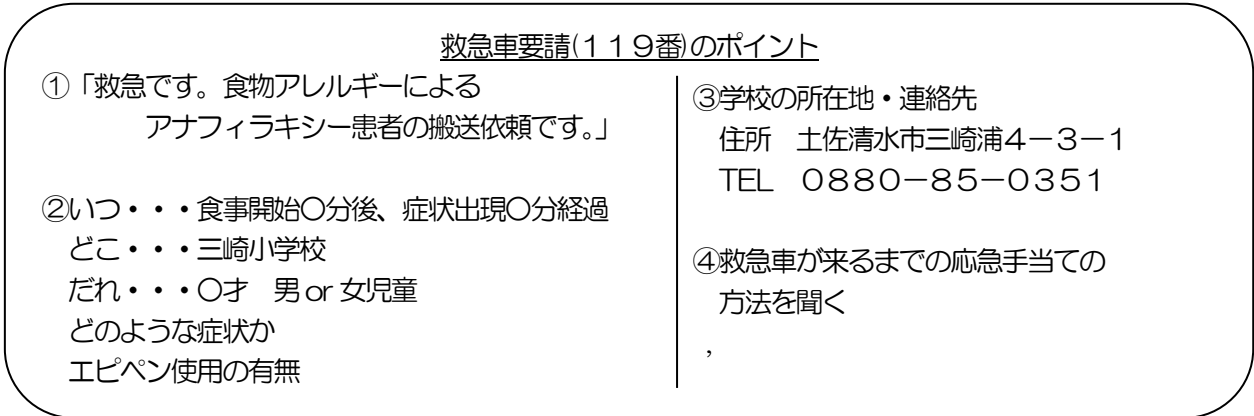 救急車要請(119番)のポイント
①「救急です。食物アレルギーによる
アナフィラキシー患者の搬送依頼です。」
②いつ・・・食事開始〇分後、症状出現〇分経過
どこ・・・三崎小学校
だれ・・・〇才 男or女児童
どのような症状か
エピペン使用の有無
③学校の所在地・連絡先
住所 土佐清水市三崎浦4-3-1
TEL 0880-85-0351
④救急車が来るまでの応急手当ての
方法を聞く
,